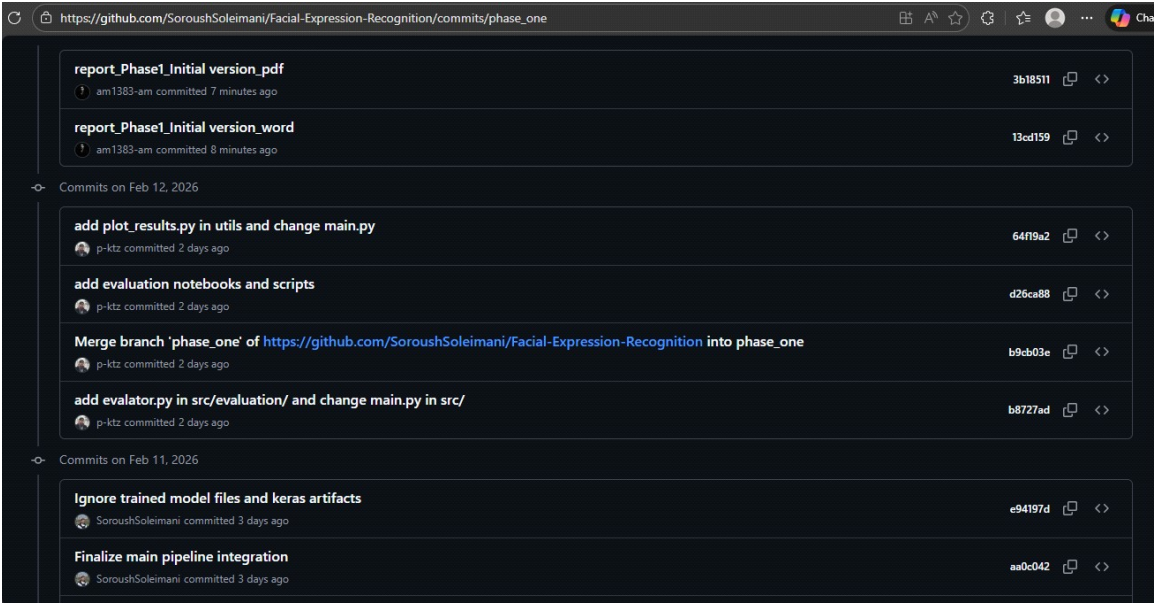 https://github.com/SoroushSoleimani/Facial-Expression-Recognition/commits/phase_one
Cha
report_Phase1_Initial version_pdf
am1383-am committed 7 minutes ago
3b18511
report_Phase1_Initial version_word
am1383-am committed 8 minutes ago
13cd159
Commits on Feb 12, 2026
add plot_results.py in utils and change main.py
p-ktz committed 2 days ago
64f19a2
add evaluation notebooks and scripts
p-ktz committed 2 days ago
d26ca88
Merge branch 'phase_one' of https://github.com/SoroushSoleimani/Facial-Expression-Recognition into phase_one
p-ktz committed 2 days ago
b9cb03e
add evalator.py in src/evaluation/ and change main.py in src/
p-ktz committed 2 days ago
b8727ad
Commits on Feb 11, 2026
Ignore trained model files and keras artifacts
SoroushSoleimani committed 3 days ago
e94197d
Finalize main pipeline integration
SoroushSoleimani committed 3 days ago
aa0c042